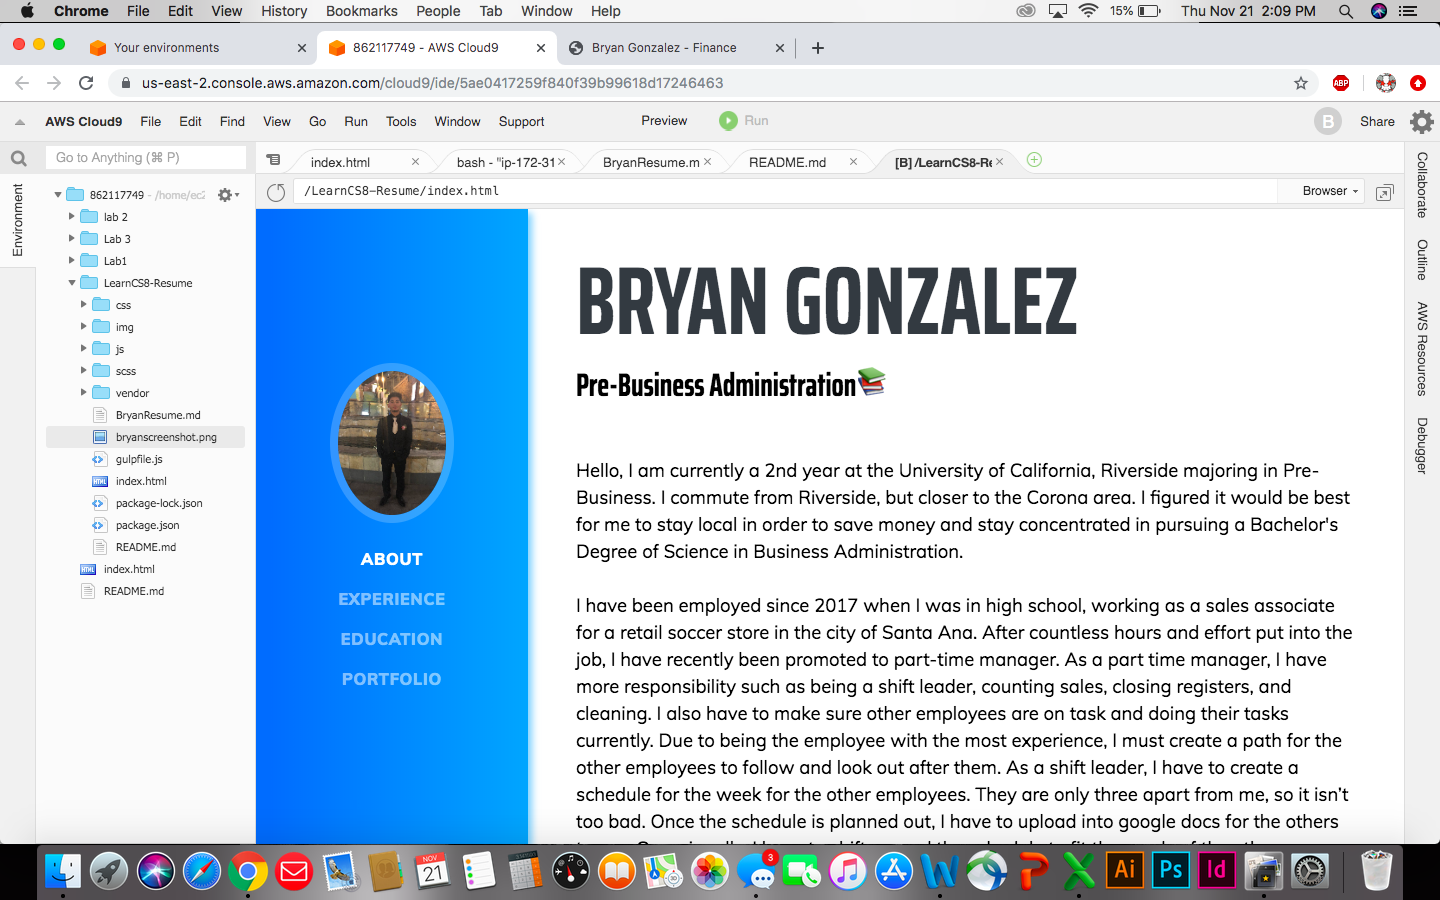 Chrome File Edit View History Bookmarks People Tab Window Help 15% Thu Nov 21 2:09 PM
Your environments 862117749 - AWS Cloud9 Bryan Gonzalez - Finance
us-east-2.console.aws.amazon.com/cloud9/ide/5ae0417259f840f39b99618d17246463 ABP
AWS Cloud9 File Edit Find View Go Run Tools Window Support Preview Run B Share
Go to Anything (⌘ P) index.html bash - "ip-172-31 BryanResume.m README.md [B] /LearnCS8-Re
/LearnCS8-Resume/index.html Browser
Environment
862117749 - /home/ec2
lab 2
Lab 3
Lab1
LearnCS8-Resume
css
img
js
scss
vendor
BryanResume.md
bryanscreenshot.png
gulpfile.js
index.html
package-lock.json
package.json
README.md
index.html
README.md
ABOUT
EXPERIENCE
EDUCATION
PORTFOLIO
BRYAN GONZALEZ
Pre-Business Administration
Hello, I am currently a 2nd year at the University of California, Riverside majoring in Pre-
Business. I commute from Riverside, but closer to the Corona area. I figured it would be best
for me to stay local in order to save money and stay concentrated in pursuing a Bachelor's
Degree of Science in Business Administration.
I have been employed since 2017 when I was in high school, working as a sales associate
for a retail soccer store in the city of Santa Ana. After countless hours and effort put into the
job, I have recently been promoted to part-time manager. As a part time manager, I have
more responsibility such as being a shift leader, counting sales, closing registers, and
cleaning. I also have to make sure other employees are on task and doing their tasks
currently. Due to being the employee with the most experience, I must create a path for the
other employees to follow and look out after them. As a shift leader, I have to create a
schedule for the week for the other employees. They are only three apart from me, so it isn't
too bad. Once the schedule is planned out, I have to upload into google docs for the others
Collaborate
Outline
AWS Resources
Debugger
NOV
21
3
Ai Ps Id